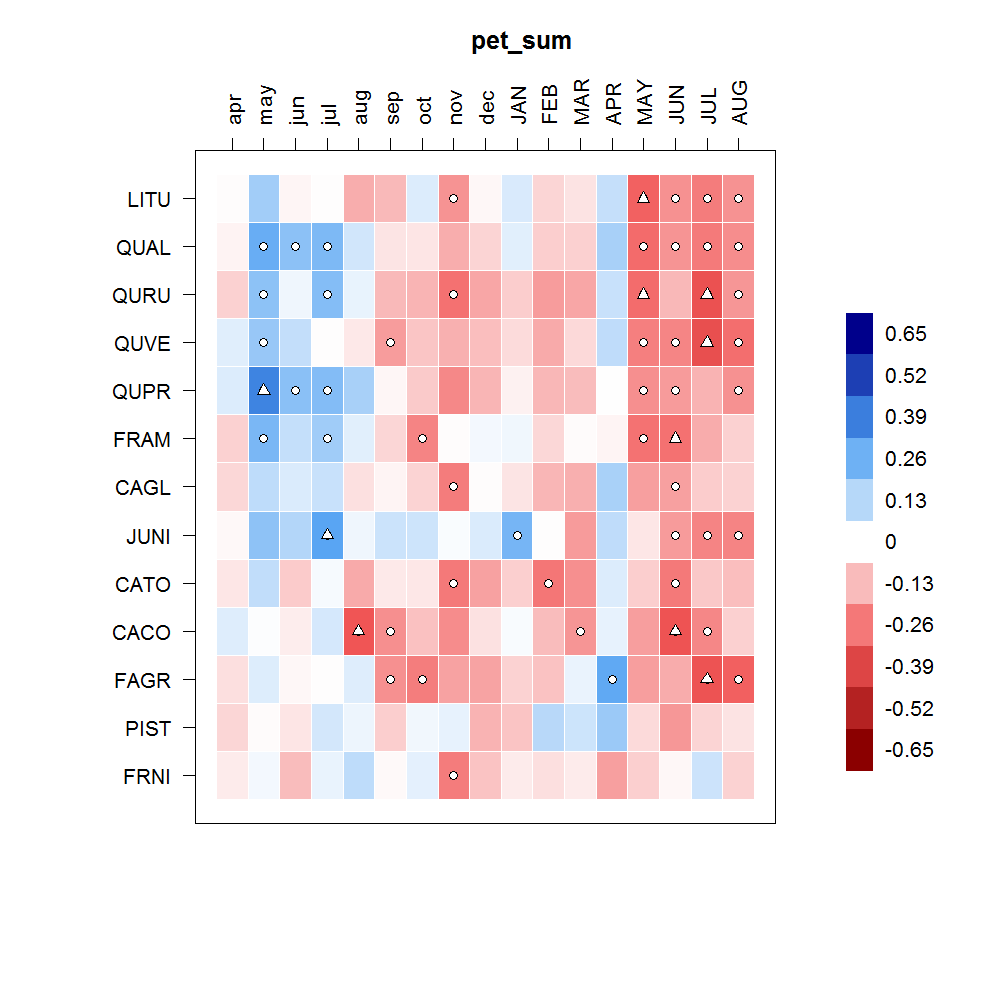 pet_sum
apr may jun jul aug sep oct nov dec JAN FEB MAR APR MAY JUN JUL AUG
LITU
QUAL
QURU
QUVE
QUPR
FRAM
CAGL
JUNI
CATO
CACO
FAGR
PIST
FRNI
0.65
0.52
0.39
0.26
0.13
0
-0.13
-0.26
-0.39
-0.52
-0.65